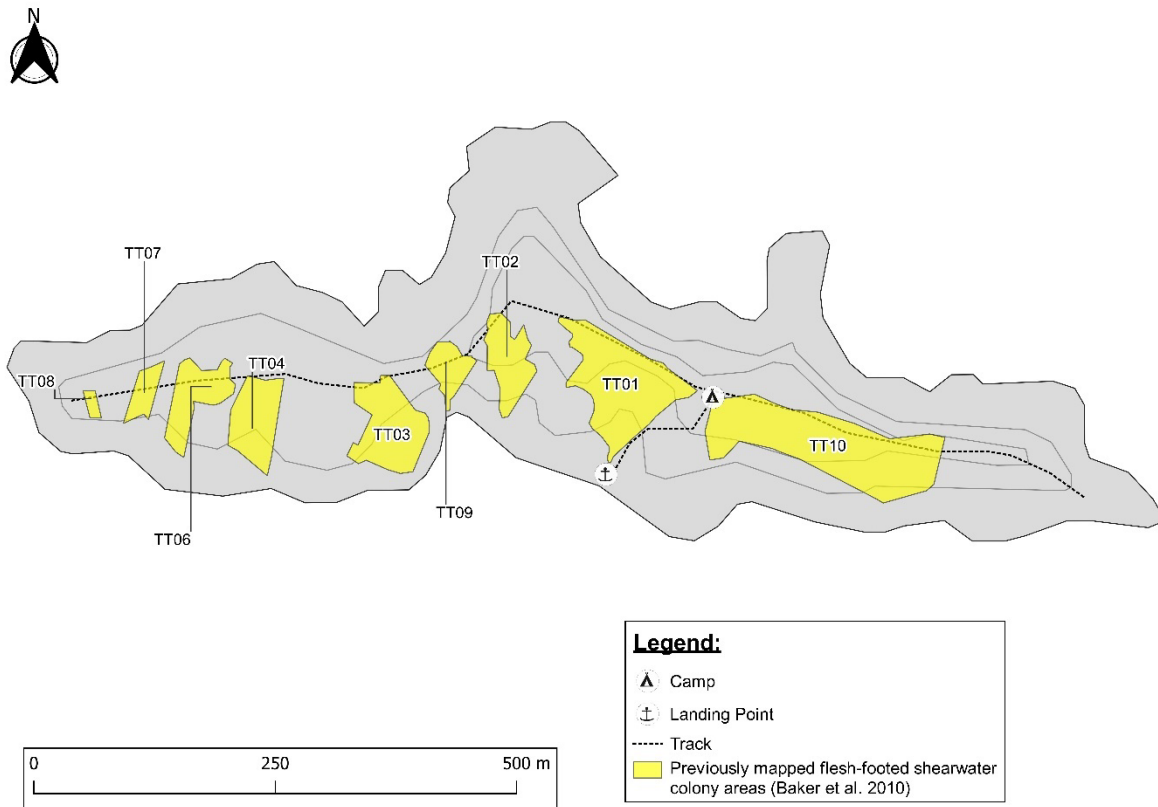 N
TT07
TT02
TT08
TT04
TT01
TT03
TT10
TT09
TT06
Legend:
Camp
Landing Point
Track
Previously mapped flesh-footed shearwater
colony areas (Baker et al. 2010)
0 250 500 m